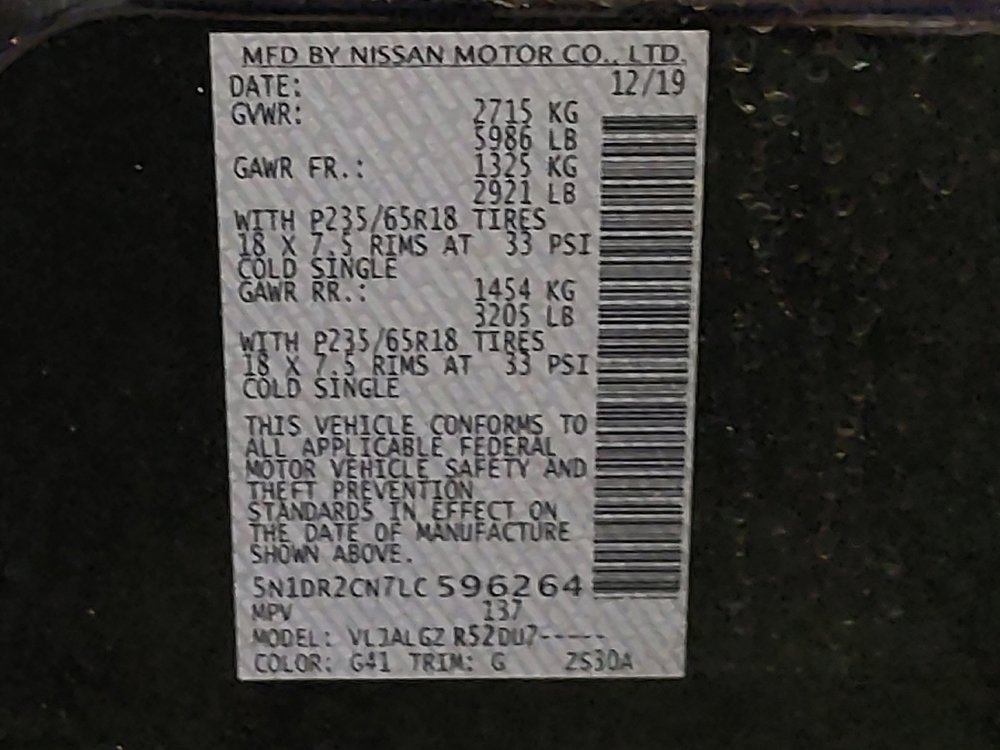 MFD BY NISSAN MOTOR CO., LTD.
DATE: 12/19
GVWR: 2715 KG
5986 LB
GAWR FR.: 1325 KG
2921 LB
WITH P235/65R18 TIRES
18 X 7.5 RIMS AT 33 PSI
COLD SINGLE
GAWR RR.: 1454 KG
3205 LB
WITH P235/65R18 TIRES
18 X 7.5 RIMS AT 33 PSI
COLD SINGLE
THIS VEHICLE CONFORMS TO
ALL APPLICABLE FEDERAL
MOTOR VEHICLE SAFETY AND
THEFT PREVENTION
STANDARDS IN EFFECT ON
THE DATE OF MANUFACTURE
SHOWN ABOVE.
5N1DR2CN7LC596264
MPV 137
MODEL: R52DU7-----
COLOR: G41 TRIM: G ZS30A